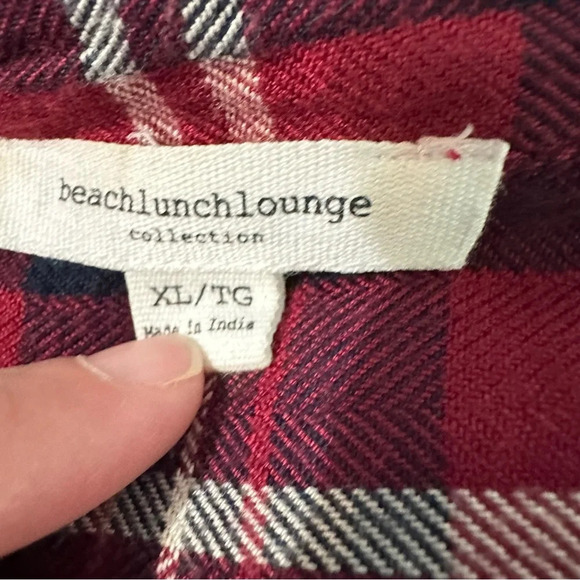 beachlunchlounge
collection
XL/TG
Made in India